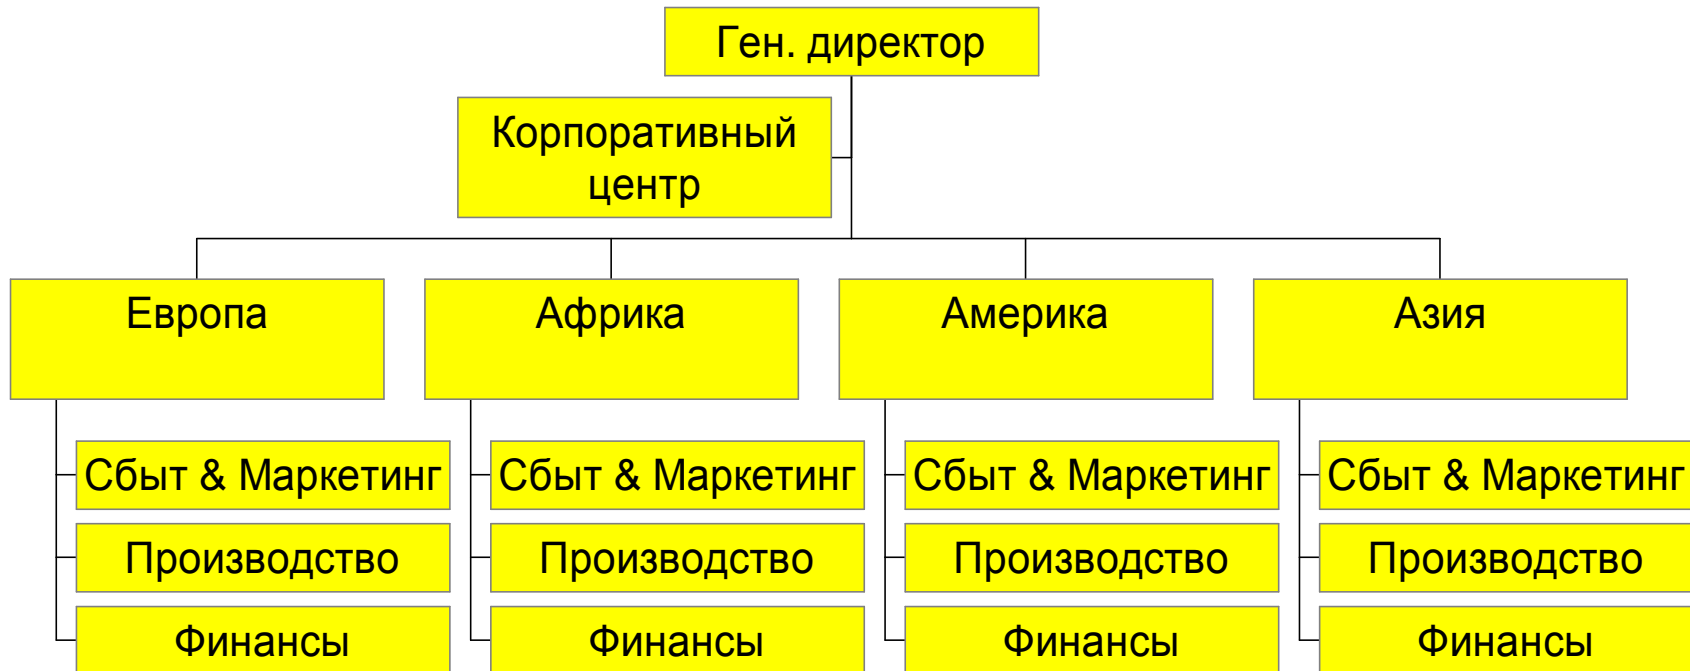 Ген. директор
Корпоративный
центр
Европа
Африка
Америка
Азия
Сбыт & Маркетинг
Сбыт & Маркетинг
Сбыт & Маркетинг
Сбыт & Маркетинг
Производство
Производство
Производство
Производство
Финансы
Финансы
Финансы
Финансы